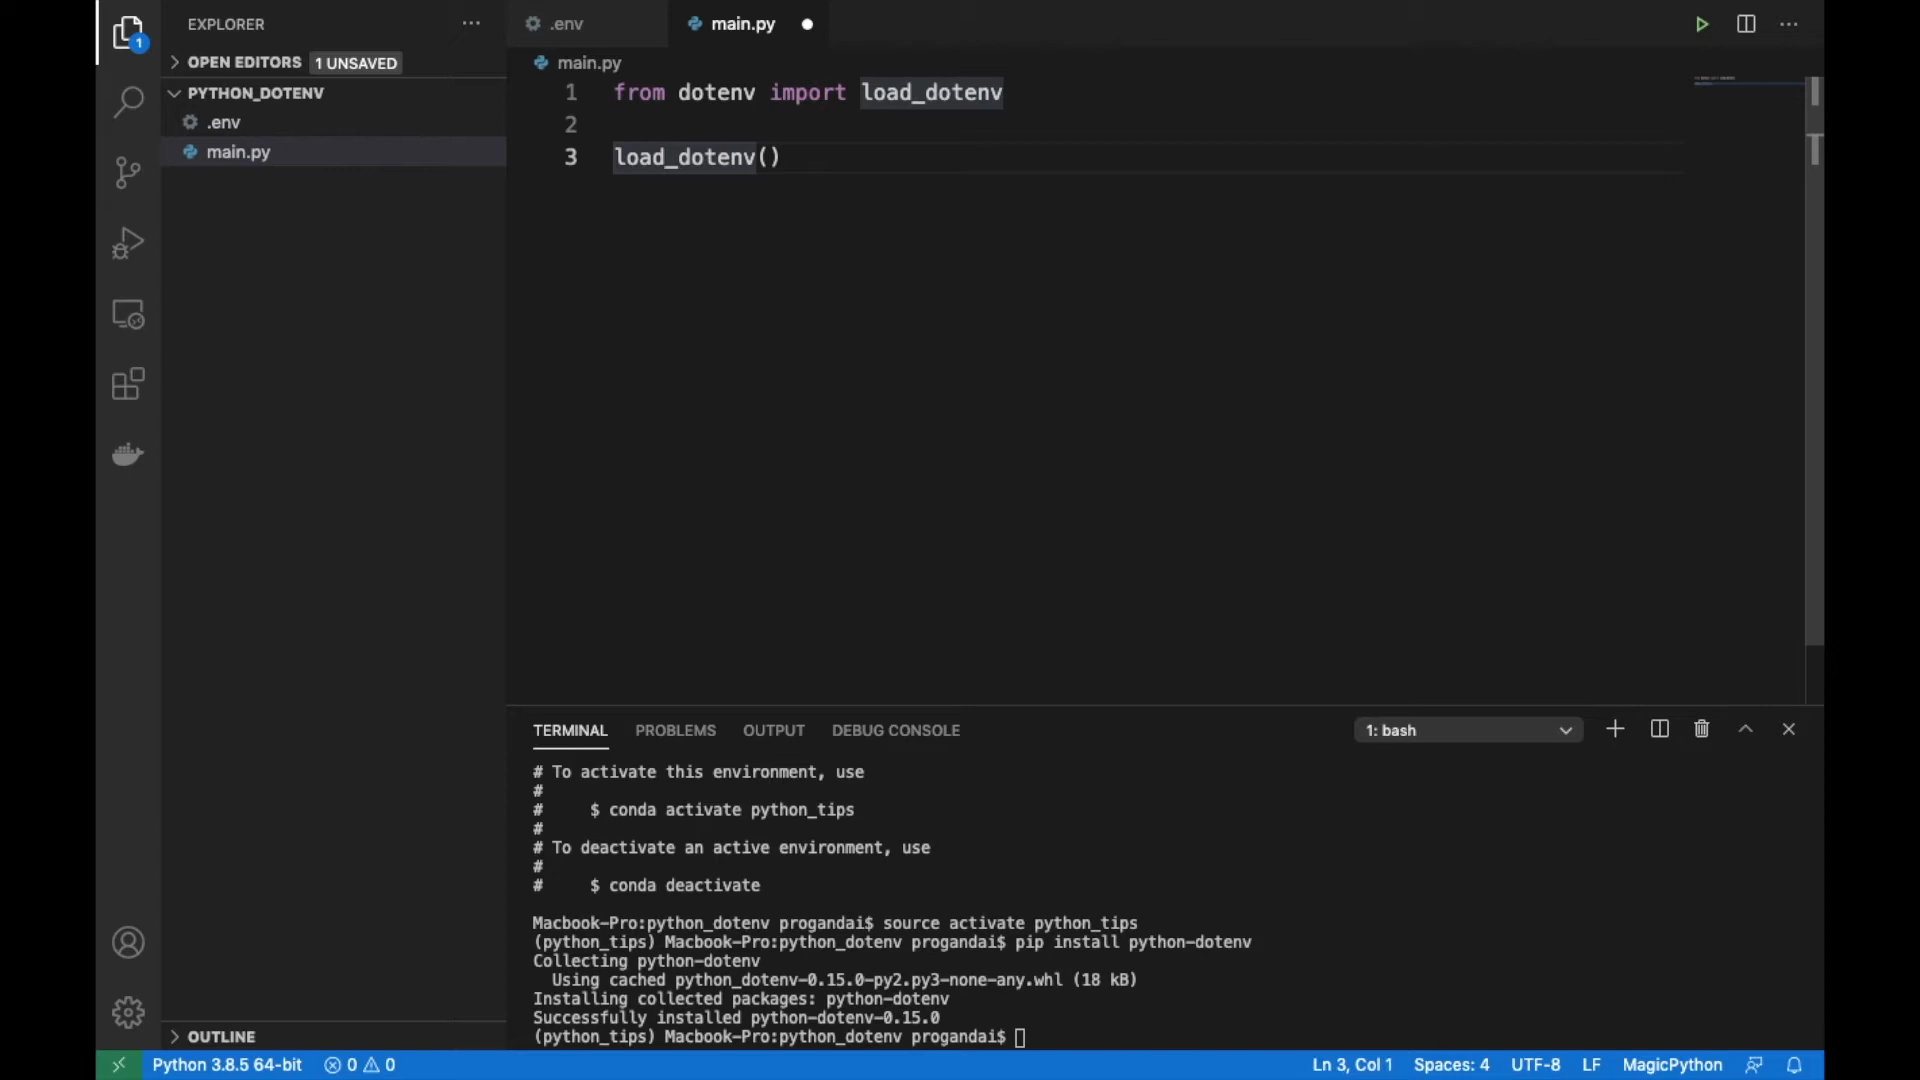 EXPLORER
.env
main.py
OPEN EDITORS 1 UNSAVED
PYTHON_DOTENV
.env
main.py
main.py
1 from dotenv import load_dotenv
2
3 load_dotenv()
TERMINAL PROBLEMS OUTPUT DEBUG CONSOLE 1: bash
# To activate this environment, use
#
#     $ conda activate python_tips
#
# To deactivate an active environment, use
#
#     $ conda deactivate
Macbook-Pro:python_dotenv progandai$ source activate python_tips
(python_tips) Macbook-Pro:python_dotenv progandai$ pip install python-dotenv
Collecting python-dotenv
  Using cached python_dotenv-0.15.0-py2.py3-none-any.whl (18 kB)
Installing collected packages: python-dotenv
Successfully installed python-dotenv-0.15.0
(python_tips) Macbook-Pro:python_dotenv progandai$
OUTLINE
1
Python 3.8.5 64-bit 0 0 Ln 3, Col 1 Spaces: 4 UTF-8 LF MagicPython